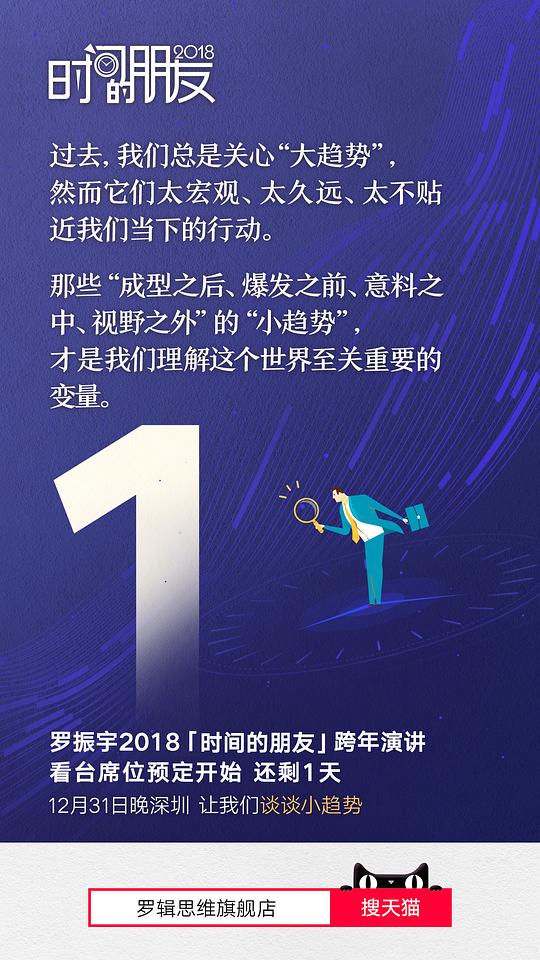 时间的朋友2018
过去，我们总是关心“大趋势”，
然而它们太宏观、太久远、太不贴
近我们当下的行动。
那些“成型之后、爆发之前、意料之
中、视野之外”的“小趋势”，
才是我们理解这个世界至关重要的
变量。
1
罗振宇2018「时间的朋友」跨年演讲
看台席位预定开始 还剩1天
12月31日晚深圳 让我们谈谈小趋势
罗辑思维旗舰店 搜天猫